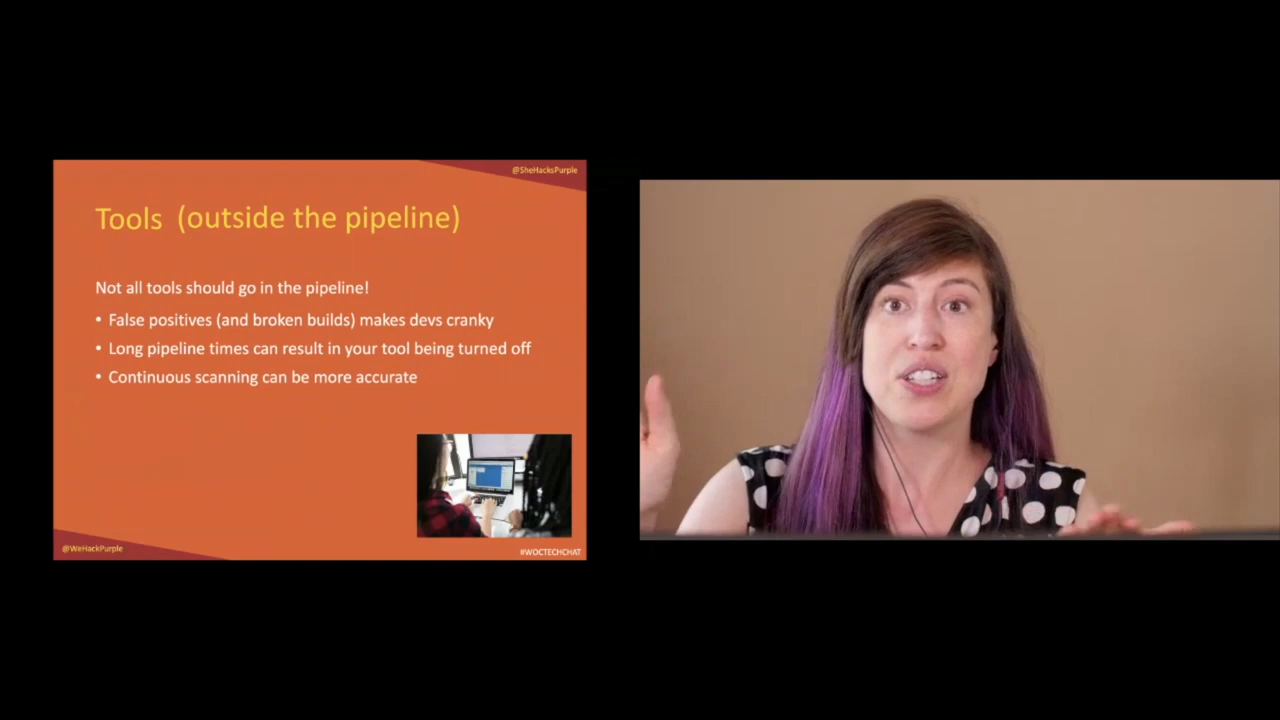 @SheHacksPurple
Tools (outside the pipeline)
Not all tools should go in the pipeline!
• False positives (and broken builds) makes devs cranky
• Long pipeline times can result in your tool being turned off
• Continuous scanning can be more accurate
@WeHackPurple
#WOCTECHCHAT